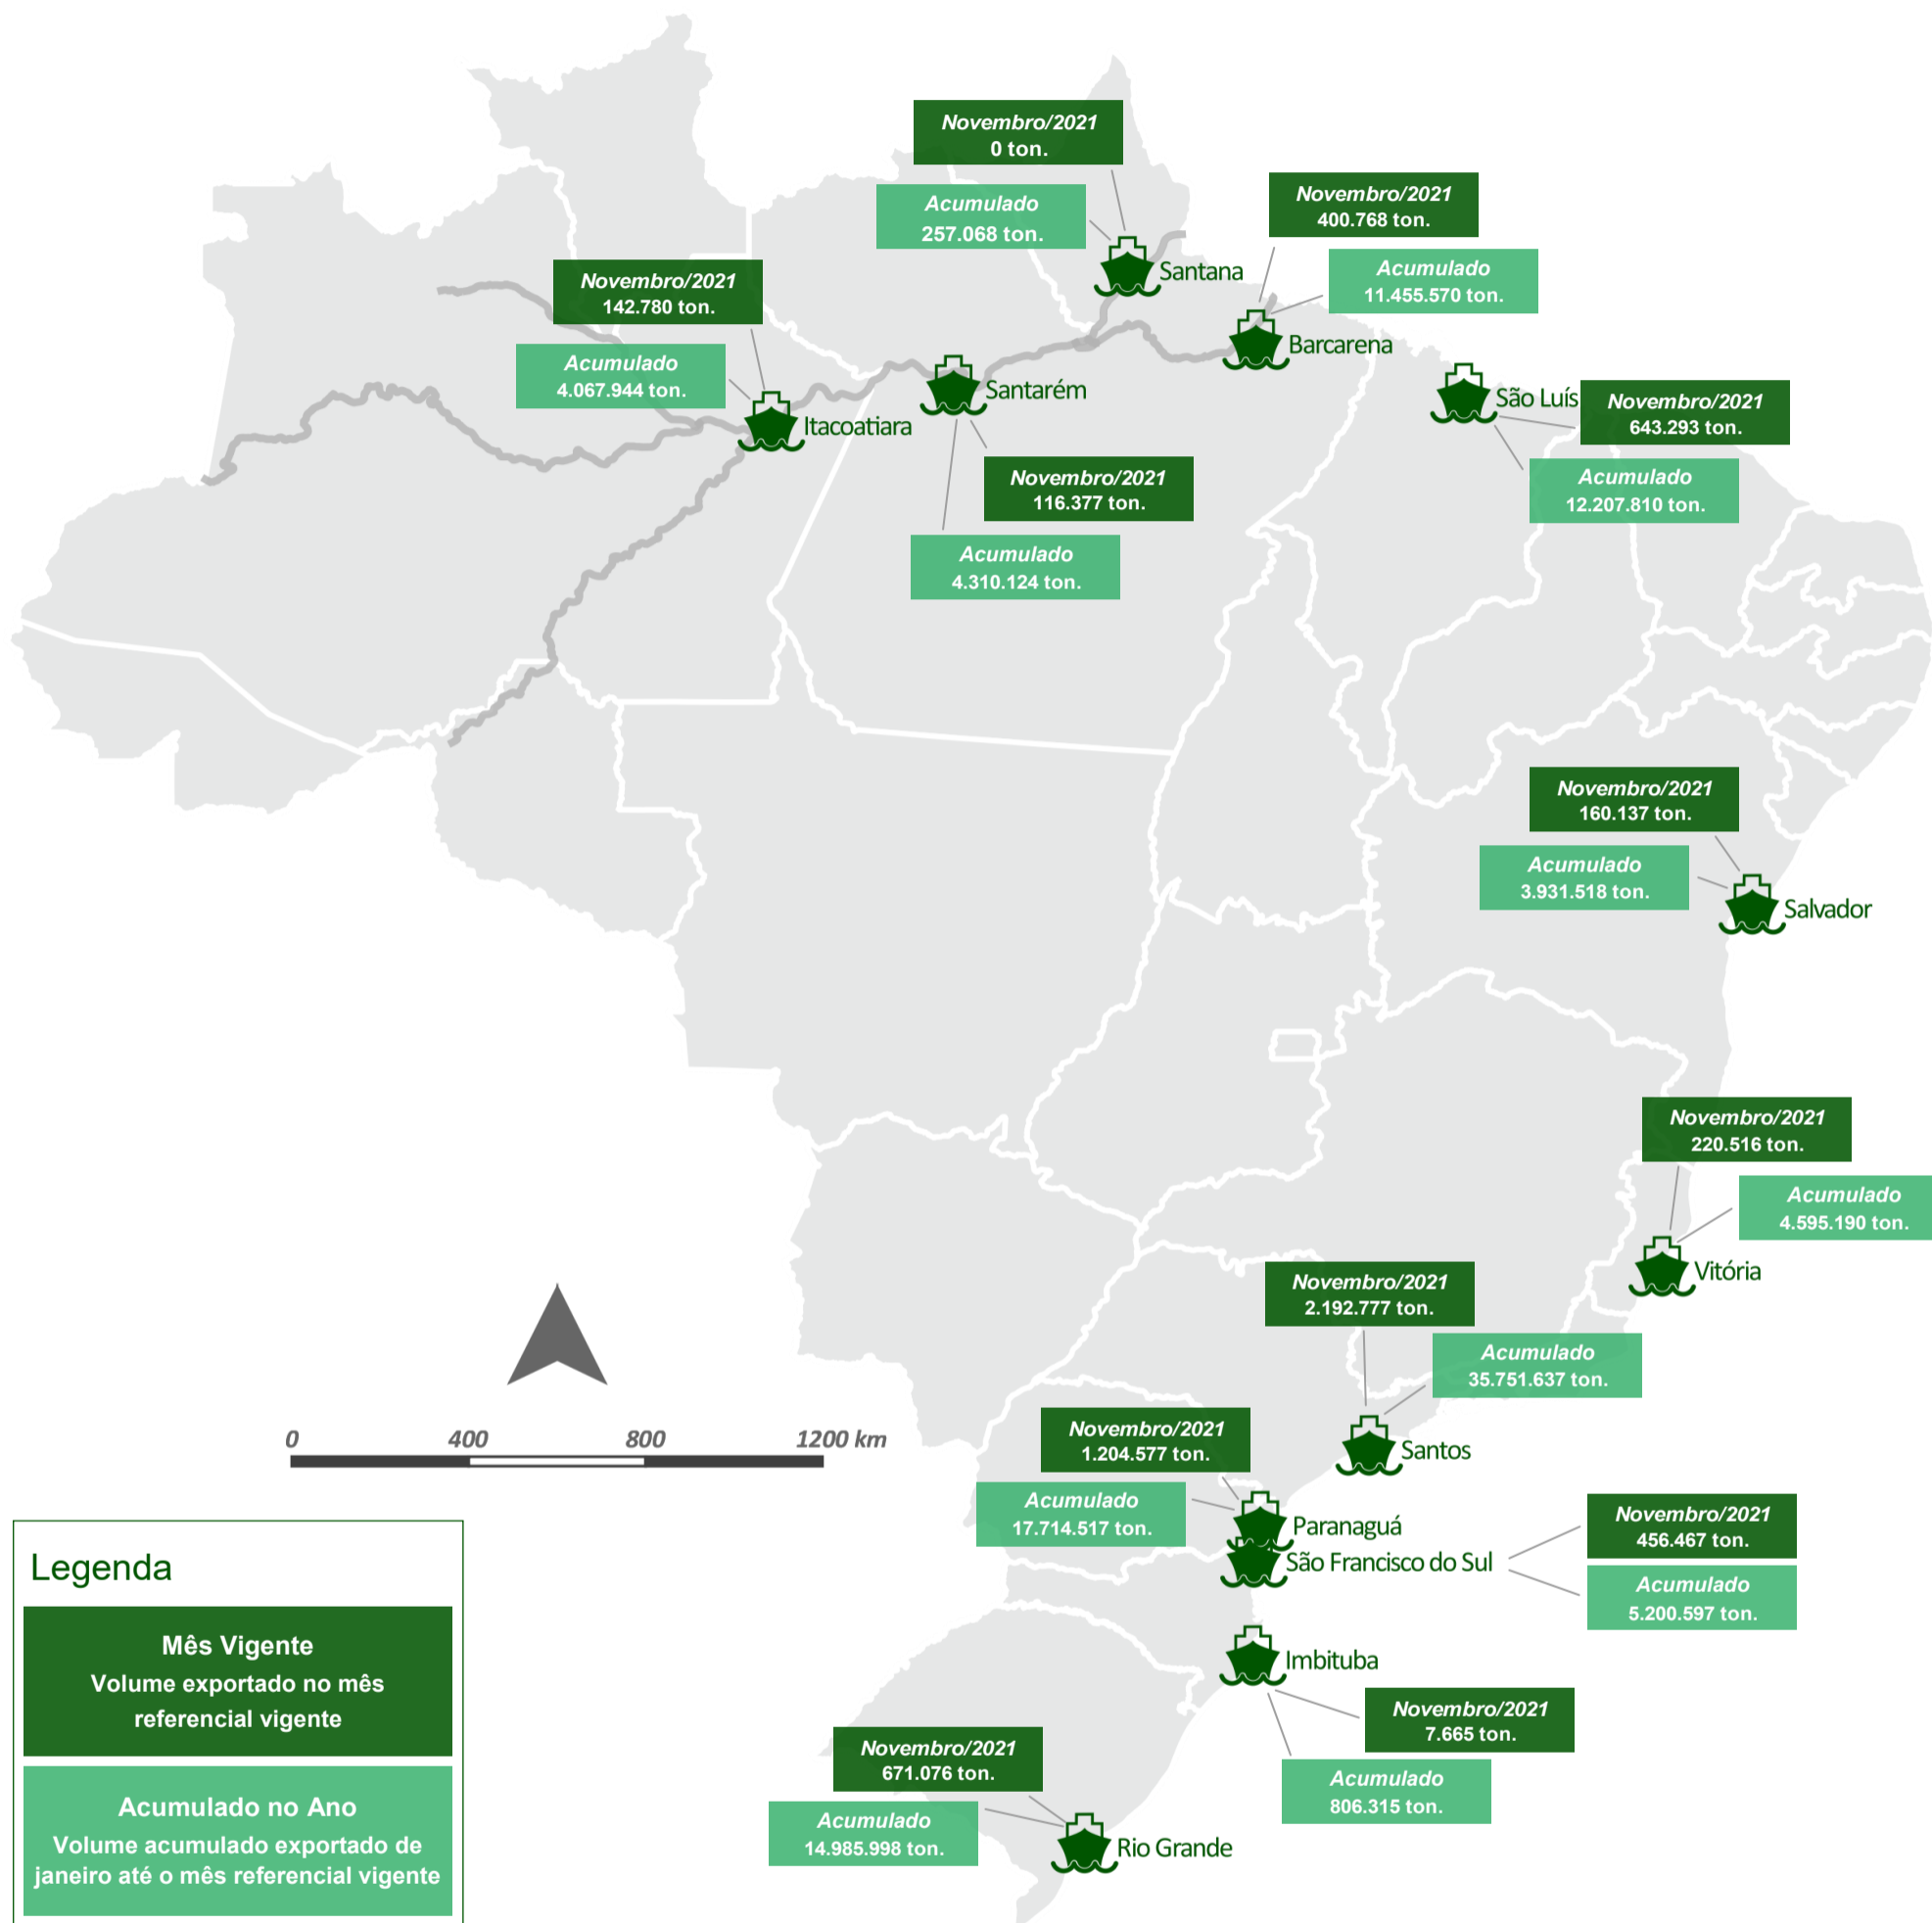 Novembro/2021
0 ton.
Acumulado
257.068 ton.
Santana
Novembro/2021
400.768 ton.
Acumulado
11.455.570 ton.
Barcarena
Novembro/2021
142.780 ton.
Acumulado
4.067.944 ton.
Itacoatiara
Santarém
Novembro/2021
116.377 ton.
Acumulado
4.310.124 ton.
São Luís
Novembro/2021
643.293 ton.
Acumulado
12.207.810 ton.
Novembro/2021
160.137 ton.
Acumulado
3.931.518 ton.
Salvador
Novembro/2021
220.516 ton.
Acumulado
4.595.190 ton.
Vitória
Novembro/2021
2.192.777 ton.
Acumulado
35.751.637 ton.
Santos
Novembro/2021
1.204.577 ton.
Acumulado
17.714.517 ton.
Paranaguá
São Francisco do Sul
Novembro/2021
456.467 ton.
Acumulado
5.200.597 ton.
Imbituba
Novembro/2021
7.665 ton.
Acumulado
806.315 ton.
Novembro/2021
671.076 ton.
Acumulado
14.985.998 ton.
Rio Grande
0 400 800 1200 km
Legenda
Mês Vigente
Volume exportado no mês
referencial vigente
Acumulado no Ano
Volume acumulado exportado de
janeiro até o mês referencial vigente